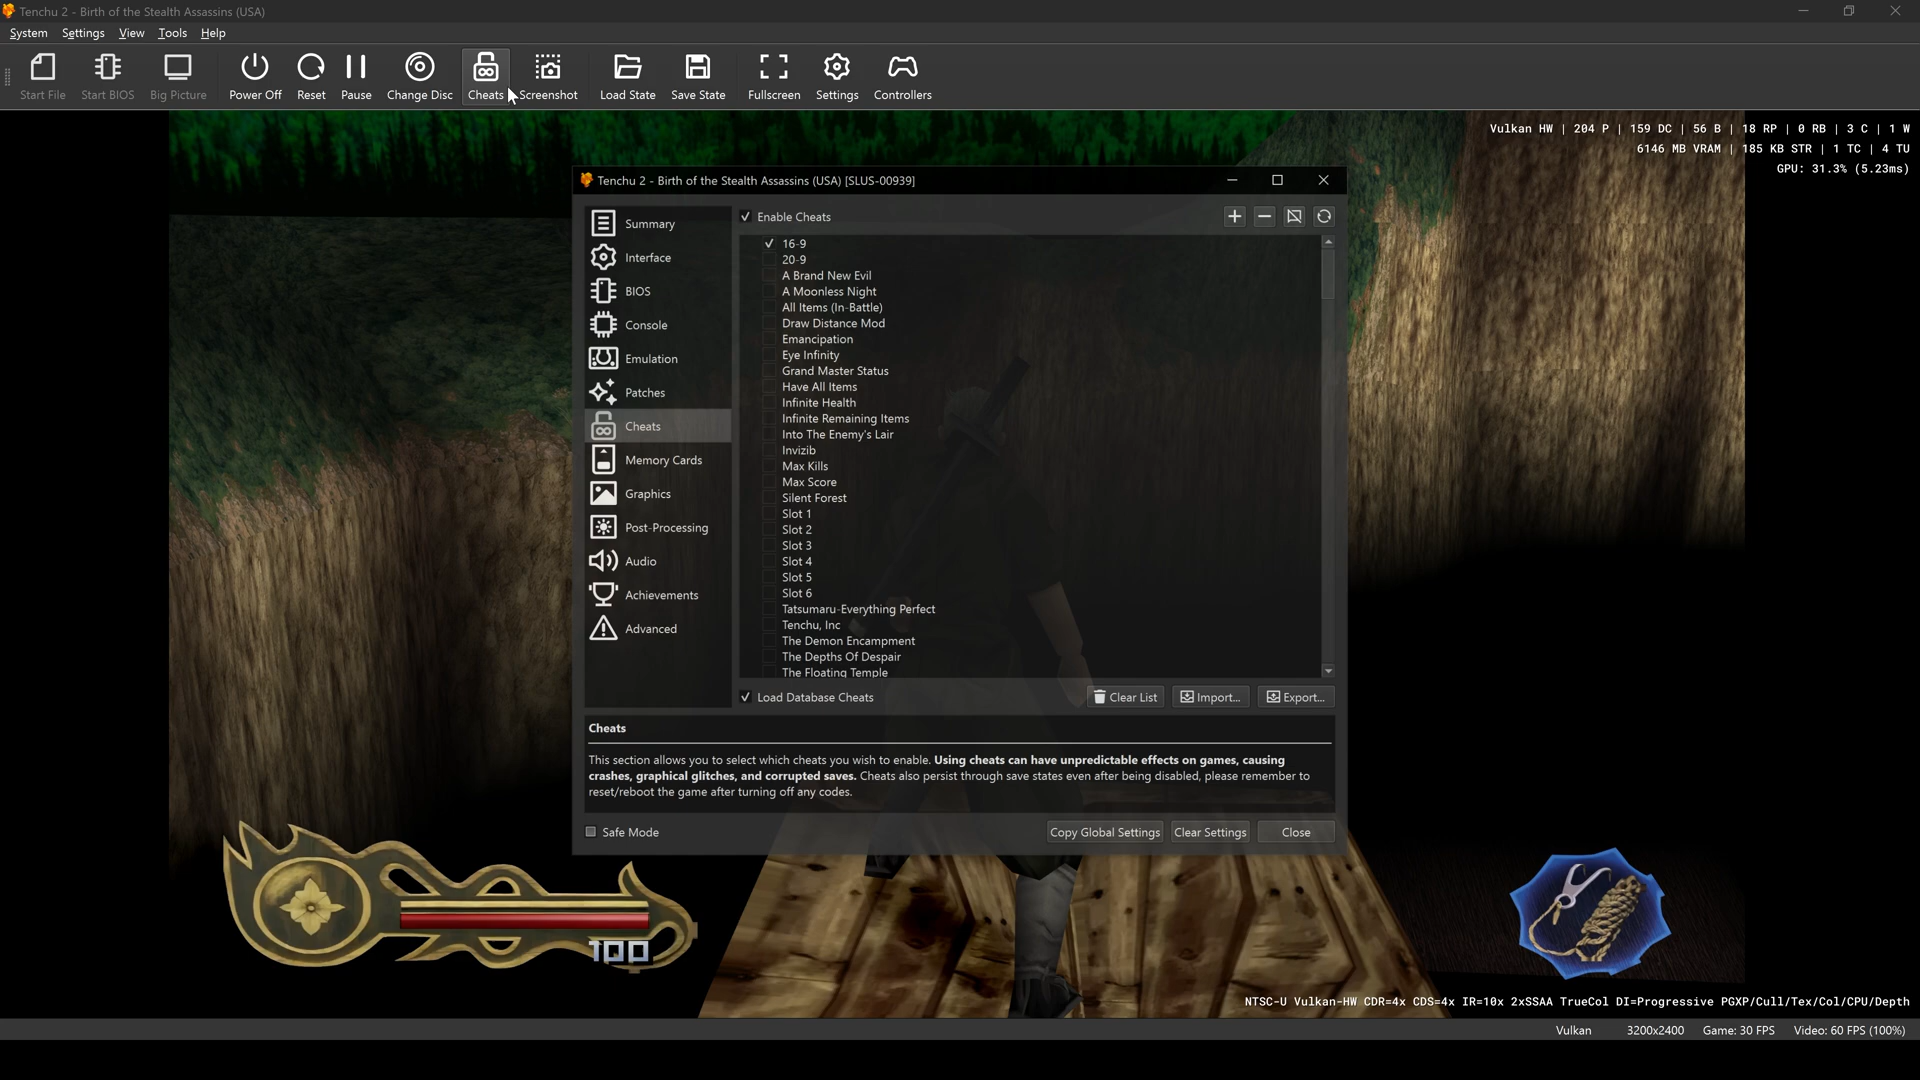 Tenchu 2 - Birth of the Stealth Assassins (USA)
System Settings View Tools Help
Start File Start BIOS Big Picture Power Off Reset Pause Change Disc Cheats Screenshot Load State Save State Fullscreen Settings Controllers
Vulkan HW | 204 P | 159 DC | 56 B | 18 RP | 0 RB | 3 C | 1 W
6146 MB VRAM | 185 KB STR | 1 TC | 4 TU
GPU: 31.3% (5.23ms)
Tenchu 2 - Birth of the Stealth Assassins (USA) [SLUS-00939]
Summary
Interface
BIOS
Console
Emulation
Patches
Cheats
Memory Cards
Graphics
Post-Processing
Audio
Achievements
Advanced
Enable Cheats
16-9
20-9
A Brand New Evil
A Moonless Night
All Items (In-Battle)
Draw Distance Mod
Emancipation
Eye Infinity
Grand Master Status
Have All Items
Infinite Health
Infinite Remaining Items
Into The Enemy's Lair
Invizib
Max Kills
Max Score
Silent Forest
Slot 1
Slot 2
Slot 3
Slot 4
Slot 5
Slot 6
Tatsumaru-Everything Perfect
Tenchu, Inc
The Demon Encampment
The Depths Of Despair
The Floating Temple
Load Database Cheats Clear List Import... Export...
Cheats
This section allows you to select which cheats you wish to enable. Using cheats can have unpredictable effects on games, causing
crashes, graphical glitches, and corrupted saves. Cheats also persist through save states even after being disabled, please remember to
reset/reboot the game after turning off any codes.
Safe Mode Copy Global Settings Clear Settings Close
100
NTSC-U Vulkan-HW CDR=4x CDS=4x IR=10x 2xSSAA TrueCol DI=Progressive PGXP/Cull/Tex/Col/CPU/Depth
Vulkan 3200x2400 Game: 30 FPS Video: 60 FPS (100%)